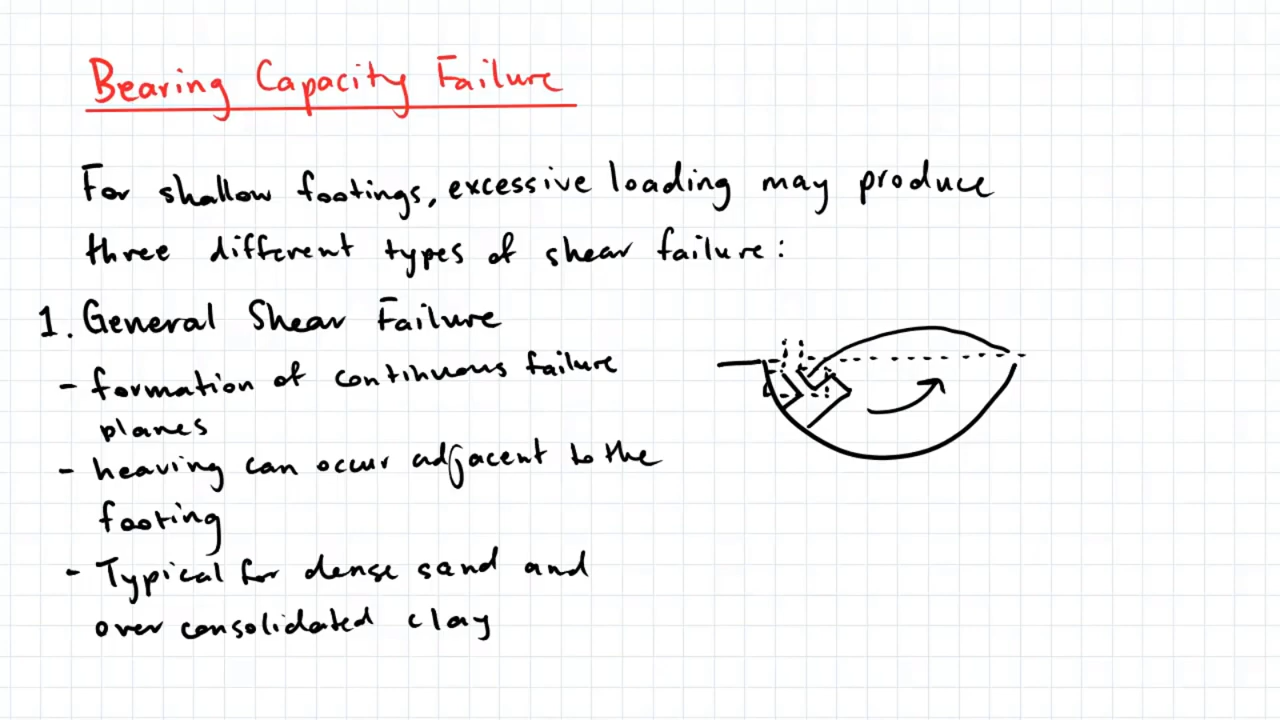 Bearing Capacity Failure
For shallow footings, excessive loading may produce
three different types of shear failure:
1. General Shear Failure
- formation of continuous failure
planes
- heaving can occur adjacent to the
footing
- Typical for dense sand and
over consolidated clay